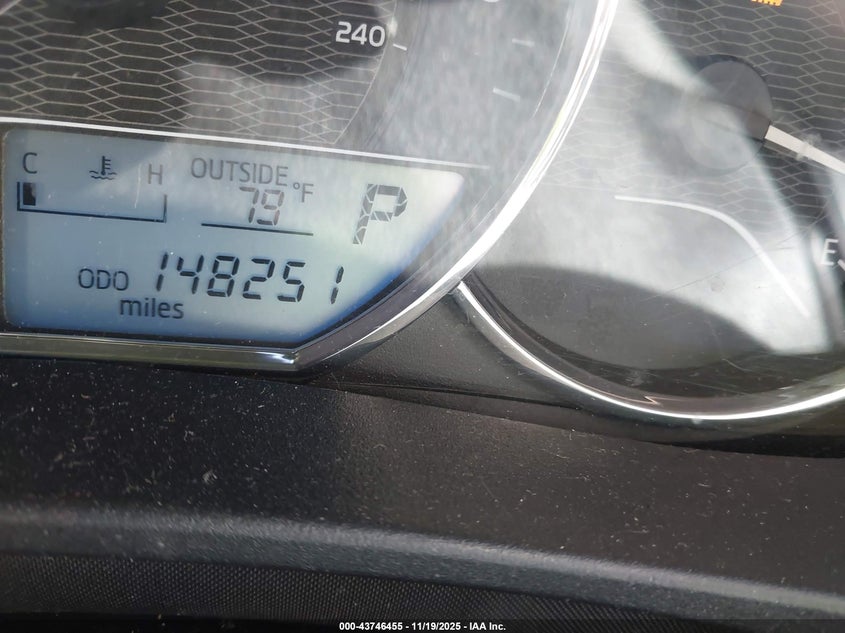 240
C H OUTSIDE
79 °F P
ODO 148251
miles
E
000-43746455 - 11/19/2025 - IAA Inc.